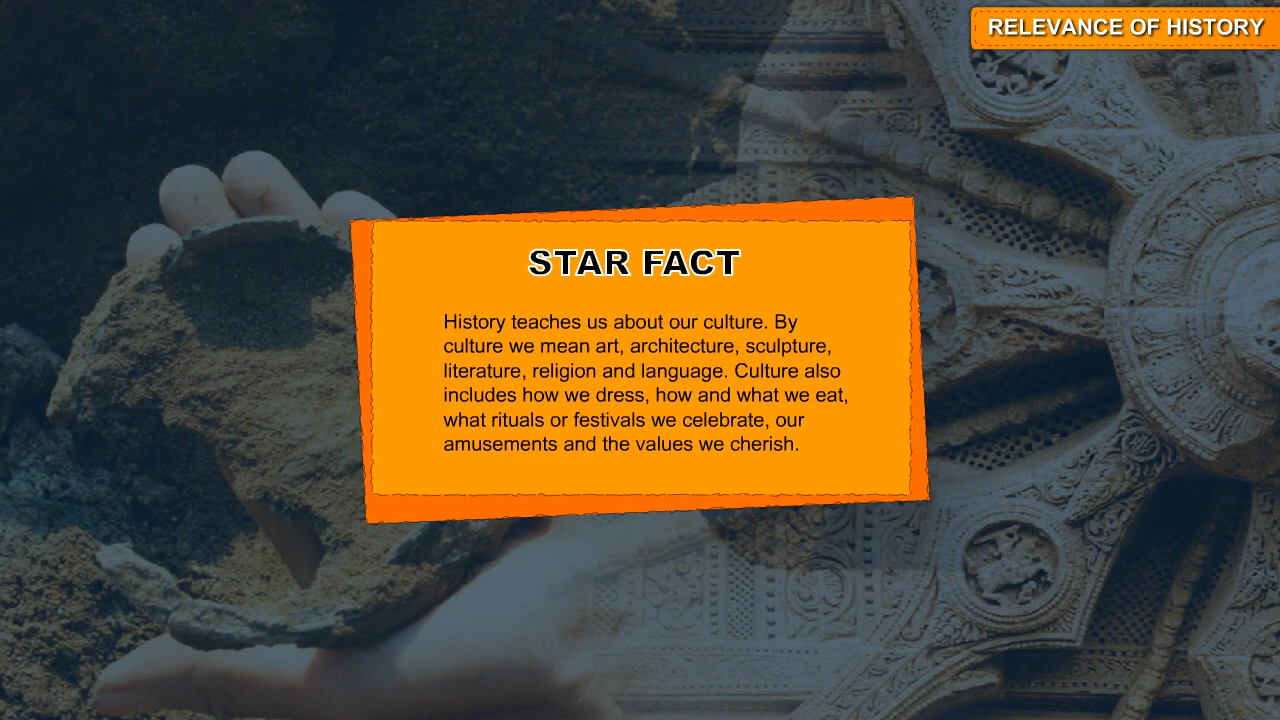 RELEVANCE OF HISTORY
STAR FACT
History teaches us about our culture. By
culture we mean art, architecture, sculpture,
literature, religion and language. Culture also
includes how we dress, how and what we eat,
what rituals or festivals we celebrate, our
amusements and the values we cherish.